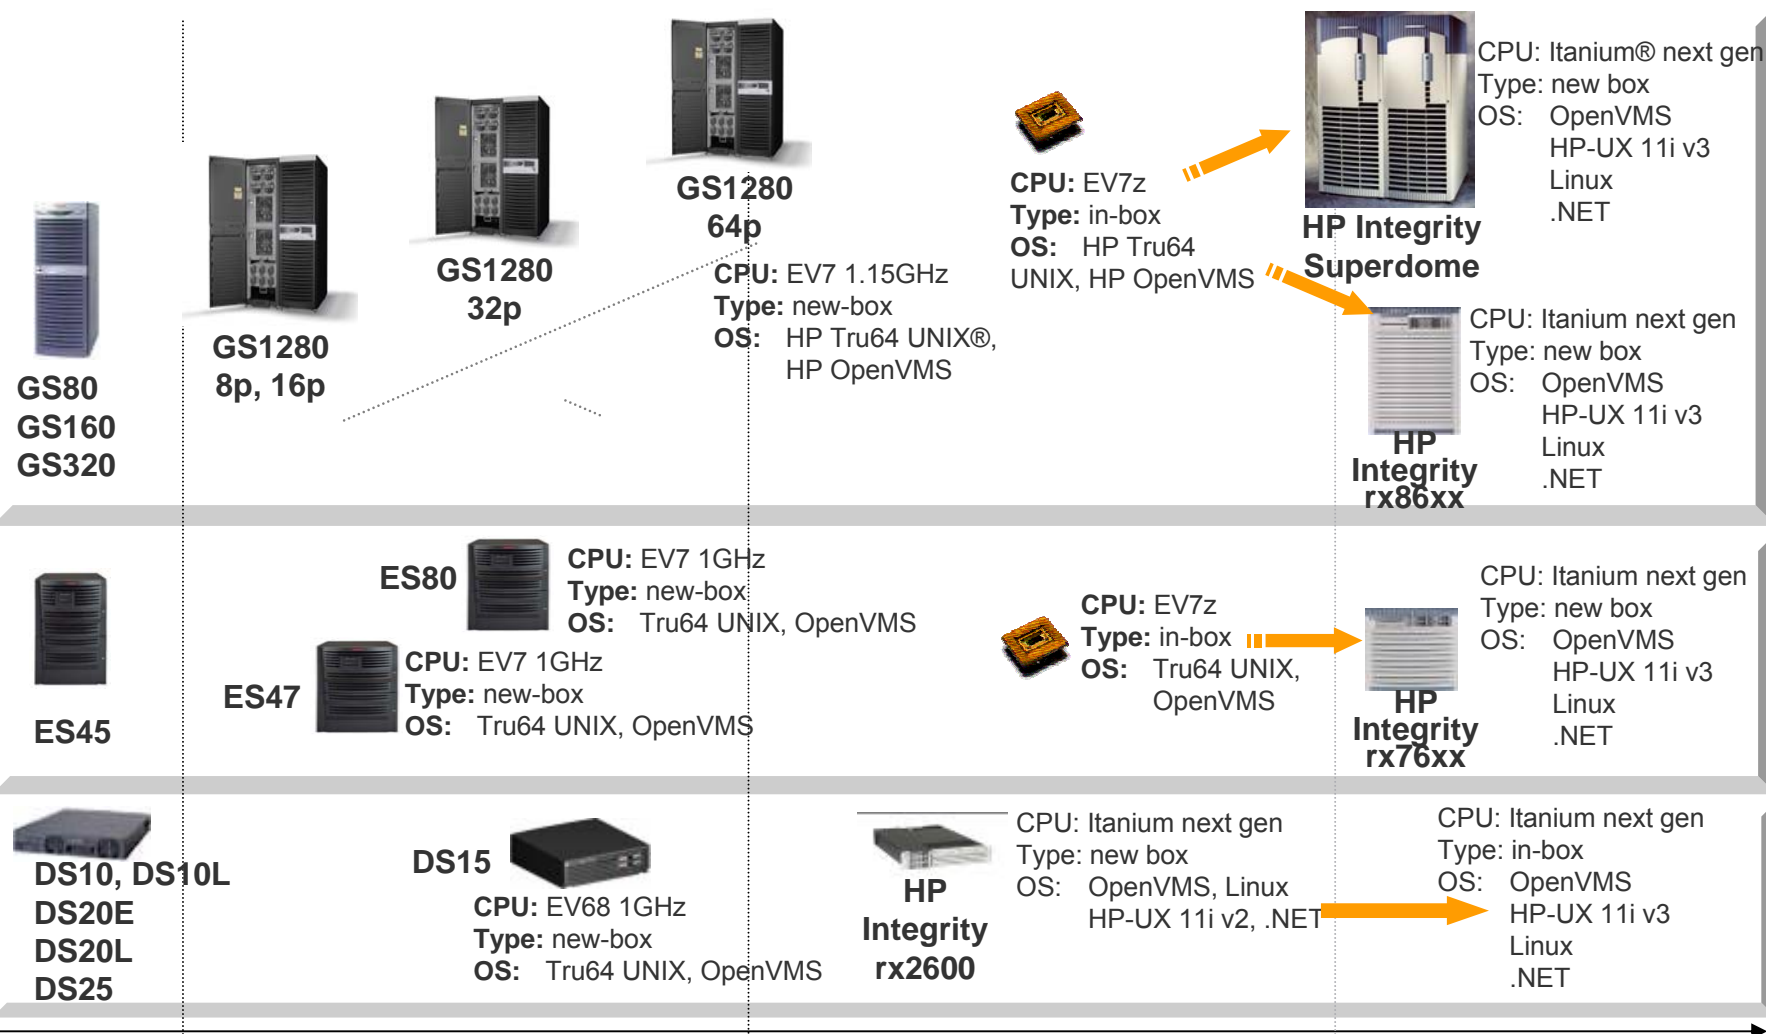 GS80
GS160
GS320
GS1280
8p, 16p
GS1280
32p
GS1280
64p
CPU: EV7 1.15GHz
Type: new-box
OS: HP Tru64 UNIX®,
HP OpenVMS
CPU: EV7z
Type: in-box
OS: HP Tru64
UNIX, HP OpenVMS
HP Integrity
Superdome
CPU: Itanium® next gen
Type: new box
OS: OpenVMS
HP-UX 11i v3
Linux
.NET
HP
Integrity
rx86xx
CPU: Itanium next gen
Type: new box
OS: OpenVMS
HP-UX 11i v3
Linux
.NET
ES45
ES47
CPU: EV7 1GHz
Type: new-box
OS: Tru64 UNIX, OpenVMS
ES80
CPU: EV7 1GHz
Type: new-box
OS: Tru64 UNIX, OpenVMS
CPU: EV7z
Type: in-box
OS: Tru64 UNIX,
OpenVMS
HP
Integrity
rx76xx
CPU: Itanium next gen
Type: new box
OS: OpenVMS
HP-UX 11i v3
Linux
.NET
DS10, DS10L
DS20E
DS20L
DS25
DS15
CPU: EV68 1GHz
Type: new-box
OS: Tru64 UNIX, OpenVMS
HP
Integrity
rx2600
CPU: Itanium next gen
Type: new box
OS: OpenVMS, Linux
HP-UX 11i v2, .NET
CPU: Itanium next gen
Type: in-box
OS: OpenVMS
HP-UX 11i v3
Linux
.NET